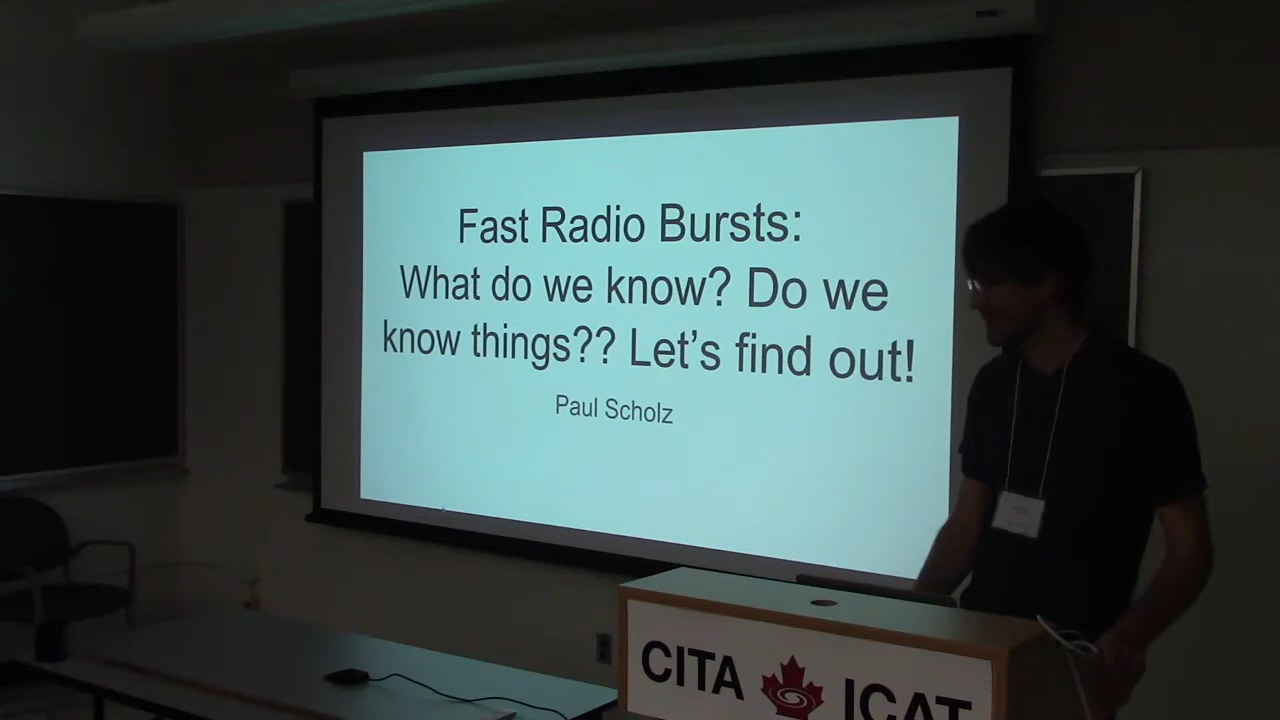 Fast Radio Bursts:
What do we know? Do we
know things?? Let's find out!
Paul Scholz
CITA ICAT